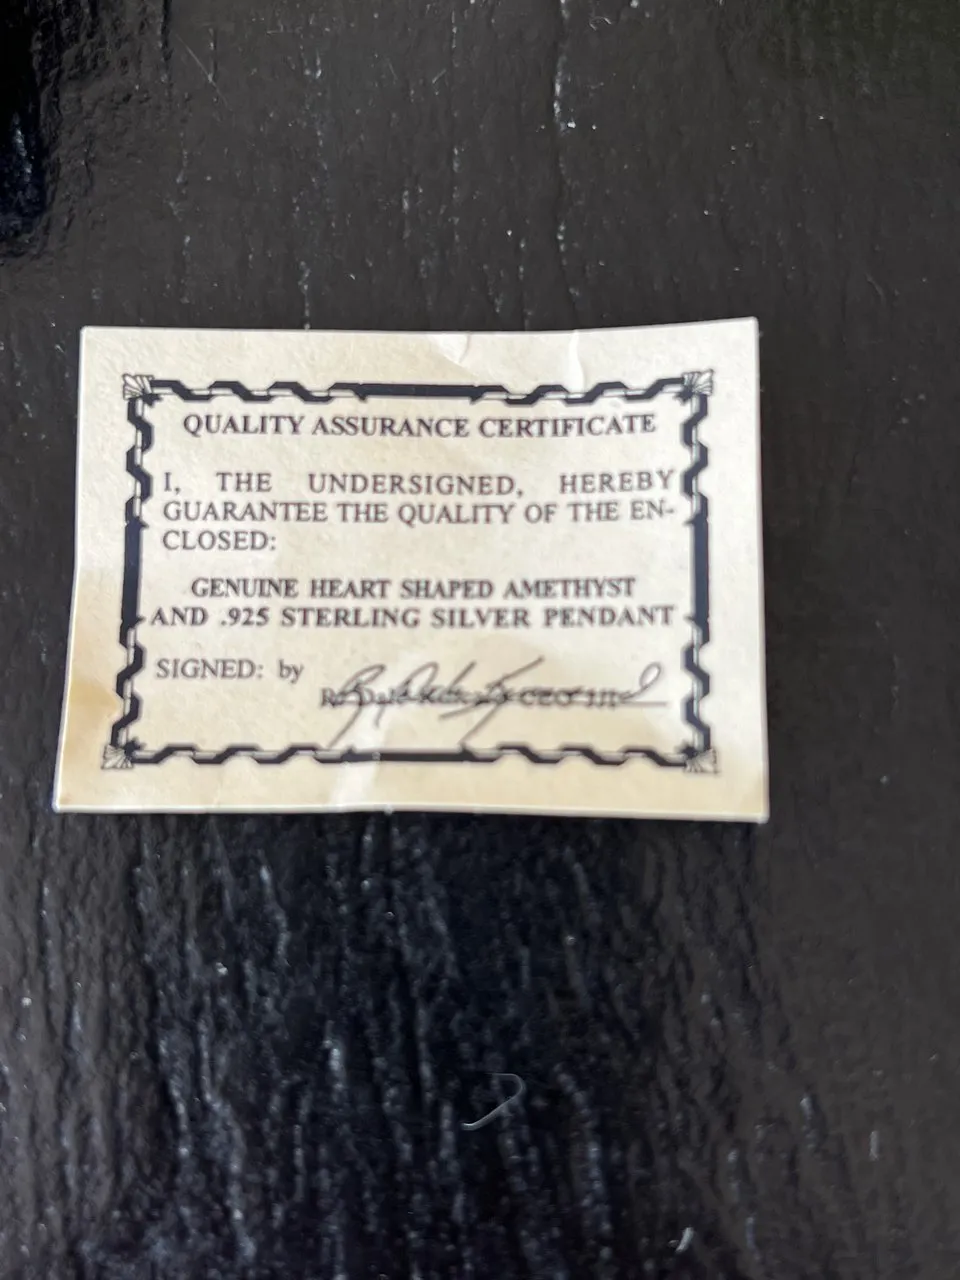 QUALITY ASSURANCE CERTIFICATE
I, THE UNDERSIGNED, HEREBY
GUARANTEE THE QUALITY OF THE EN-
CLOSED:
GENUINE HEART SHAPED AMETHYST
AND .925 STERLING SILVER PENDANT
SIGNED: by